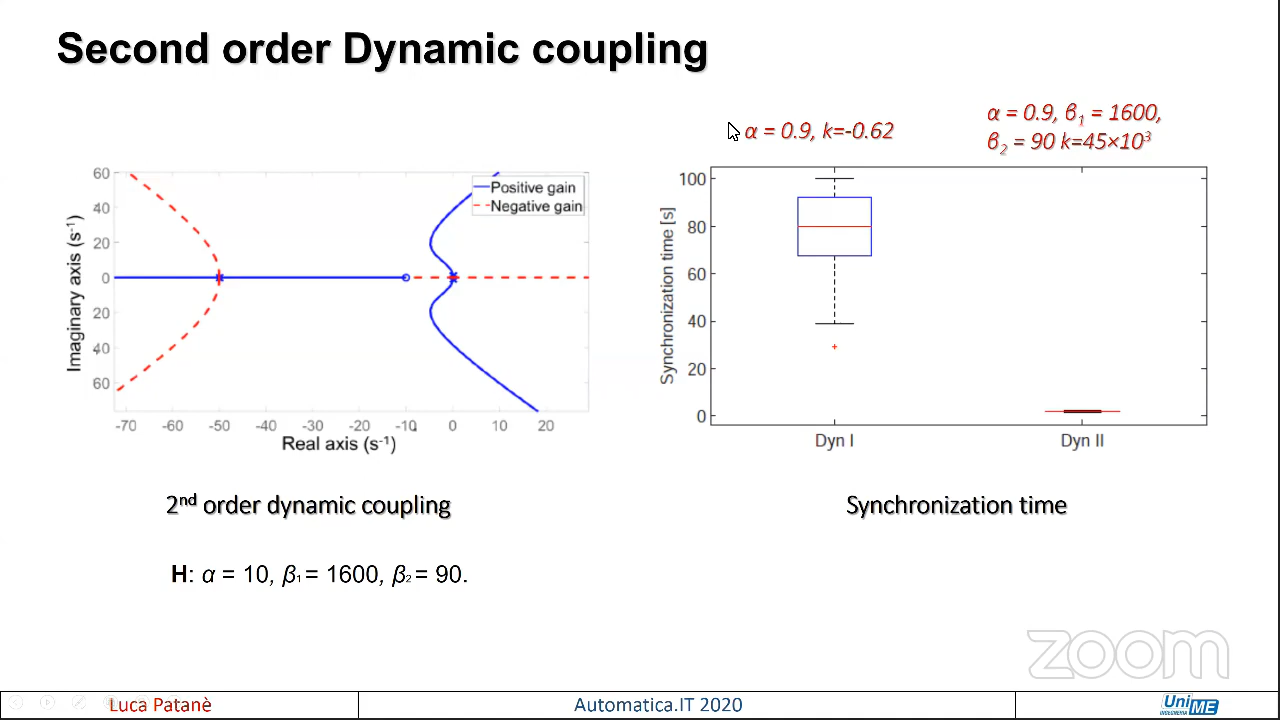 Second order Dynamic coupling
α = 0.9, k=-0.62
α = 0.9, β1 = 1600,
β2 = 90 k=45×10³
60
40
20
0
20
40
60
Imaginary axis (s⁻¹)
Positive gain
Negative gain
-70 -60 -50 -40 -30 -20 -10 0 10 20
Real axis (s⁻¹)
100
80
60
40
20
0
Synchronization time [s]
Dyn I
Dyn II
2nd order dynamic coupling
Synchronization time
H: α = 10, β1 = 1600, β2 = 90.
zoom
Luca Patanè
Automatica.IT 2020
UniME
INGEGNERIA